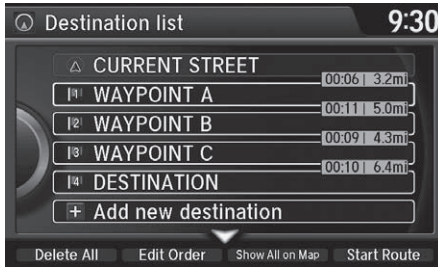 Destination list 9:30
CURRENT STREET
00:06 | 3.2mi
1 WAYPOINT A
00:11 | 5.0mi
2 WAYPOINT B
00:09 | 4.3mi
3 WAYPOINT C
00:10 | 6.4mi
4 DESTINATION
+ Add new destination
Delete All Edit Order Show All on Map Start Route